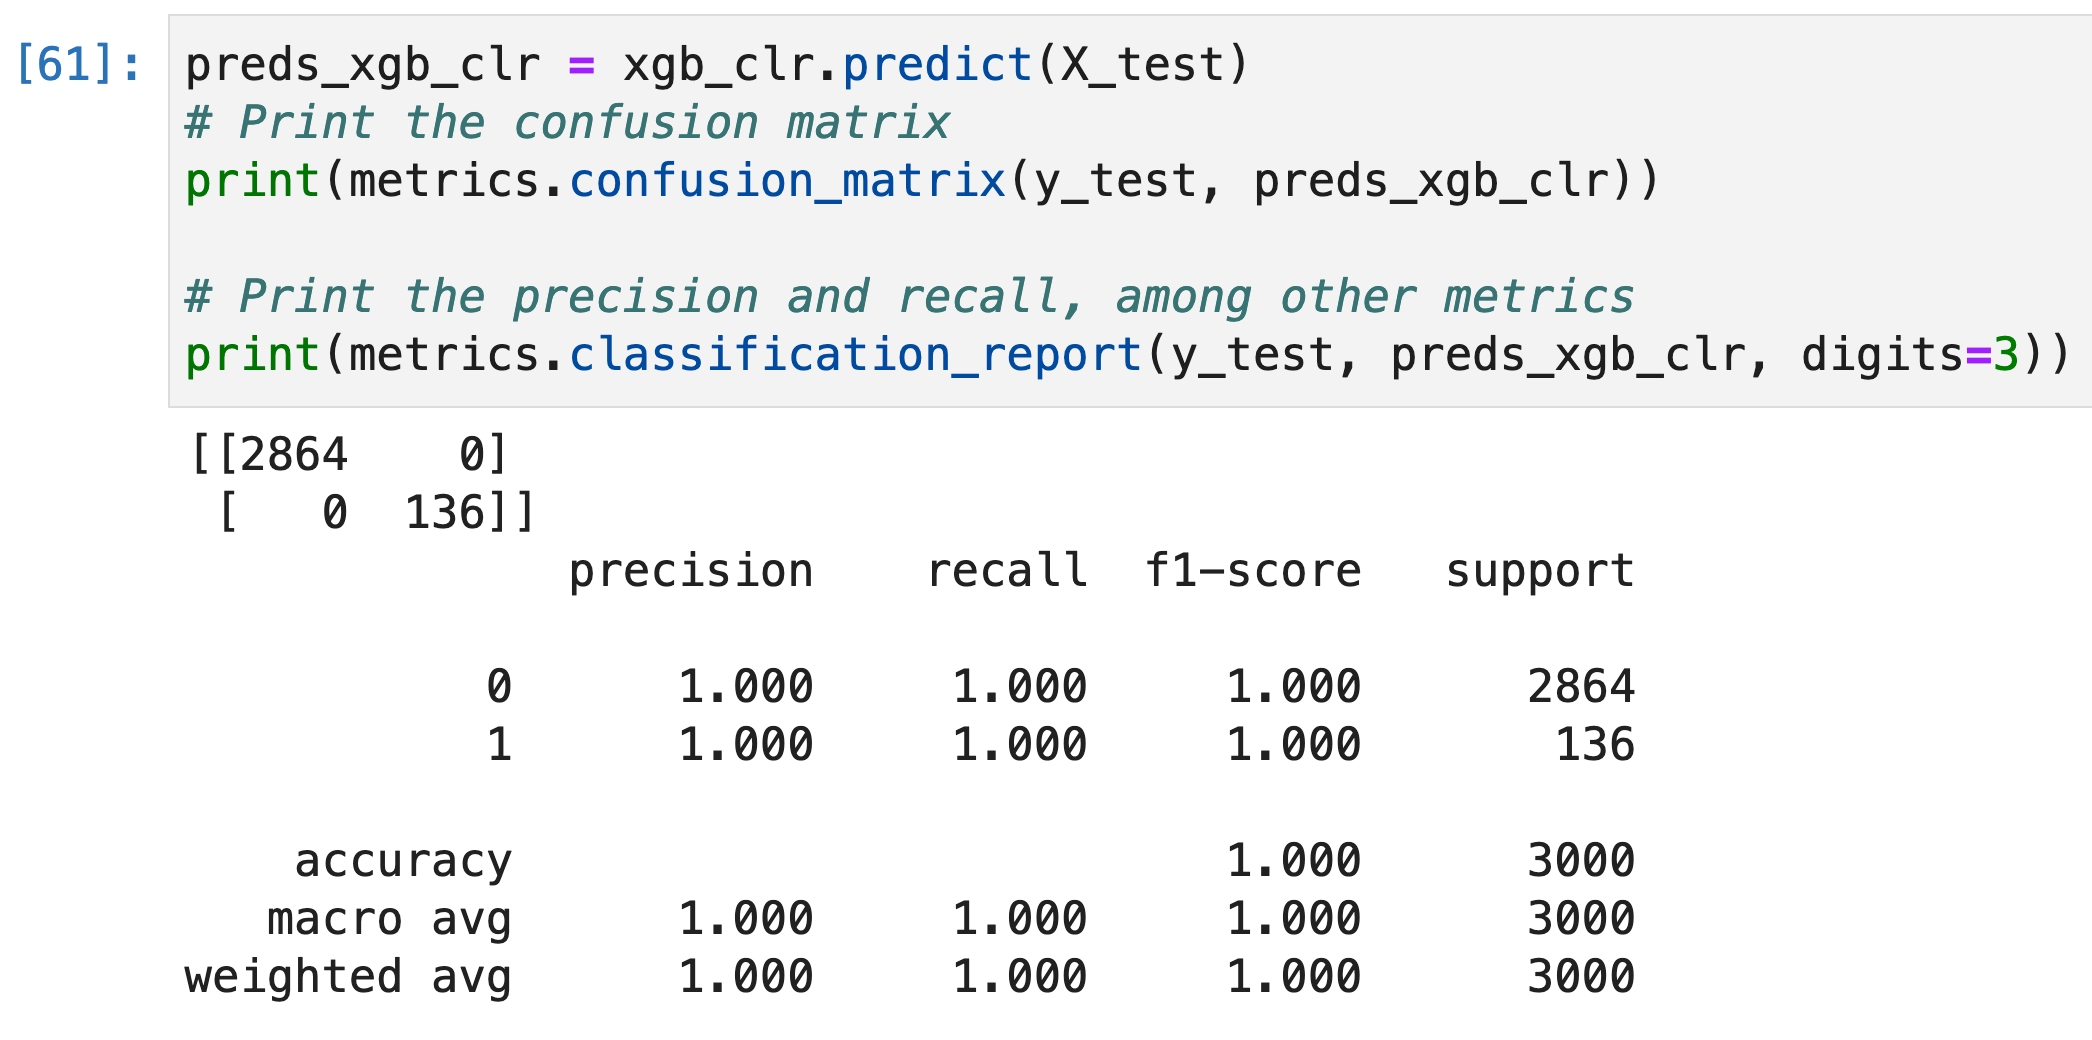 [61]: preds_xgb_clr = xgb_clr.predict(X_test)
# Print the confusion matrix
print(metrics.confusion_matrix(y_test, preds_xgb_clr))

# Print the precision and recall, among other metrics
print(metrics.classification_report(y_test, preds_xgb_clr, digits=3))
[[2864    0]
 [   0  136]]
              precision    recall  f1-score   support

           0      1.000     1.000     1.000      2864
           1      1.000     1.000     1.000       136

    accuracy                          1.000      3000
   macro avg      1.000     1.000     1.000      3000
weighted avg      1.000     1.000     1.000      3000